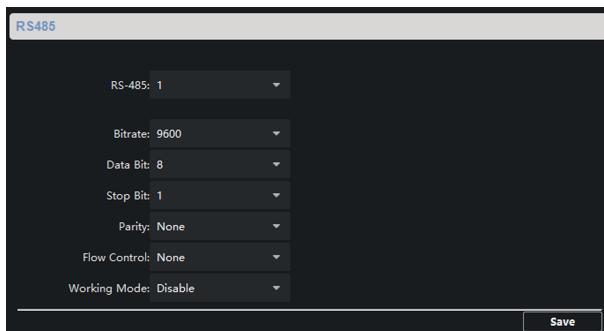 RS485
RS-485: 1
Bitrate: 9600
Data Bit: 8
Stop Bit: 1
Parity: None
Flow Control: None
Working Mode: Disable
Save